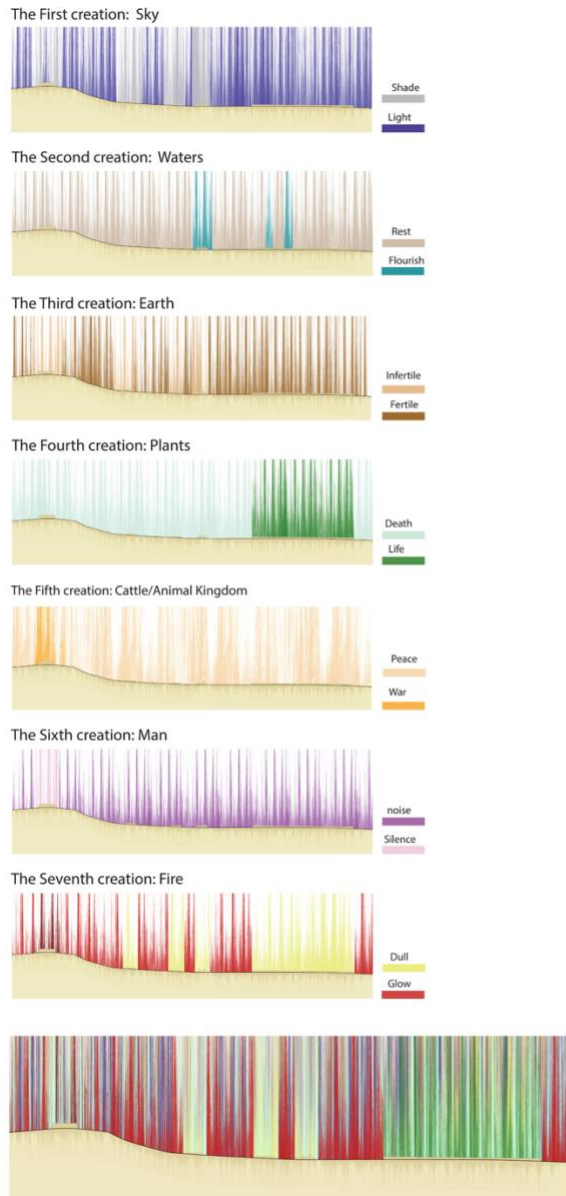 The First creation: Sky
Shade
Light
The Second creation: Waters
Rest
Flourish
The Third creation: Earth
Infertile
Fertile
The Fourth creation: Plants
Death
Life
The Fifth creation: Cattle/Animal Kingdom
Peace
War
The Sixth creation: Man
noise
Silence
The Seventh creation: Fire
Dull
Glow